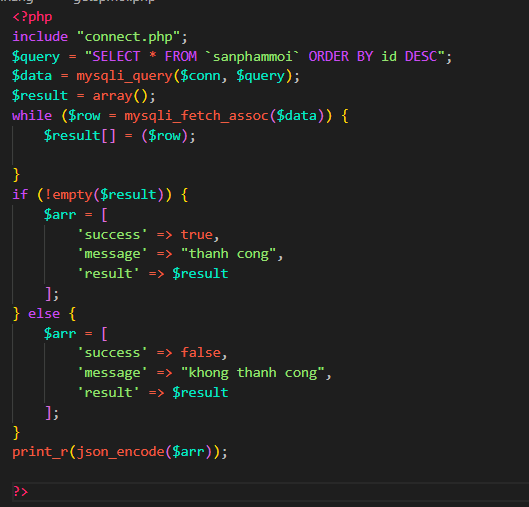 getspmoi.php
<?php
include "connect.php";
$query = "SELECT * FROM `sanphammoi` ORDER BY id DESC";
$data = mysqli_query($conn, $query);
$result = array();
while ($row = mysqli_fetch_assoc($data)) {
    $result[] = ($row);

}
if (!empty($result)) {
    $arr = [
        'success' => true,
        'message' => "thanh cong",
        'result' => $result
    ];
} else {
    $arr = [
        'success' => false,
        'message' => "khong thanh cong",
        'result' => $result
    ];
}
print_r(json_encode($arr));

?>